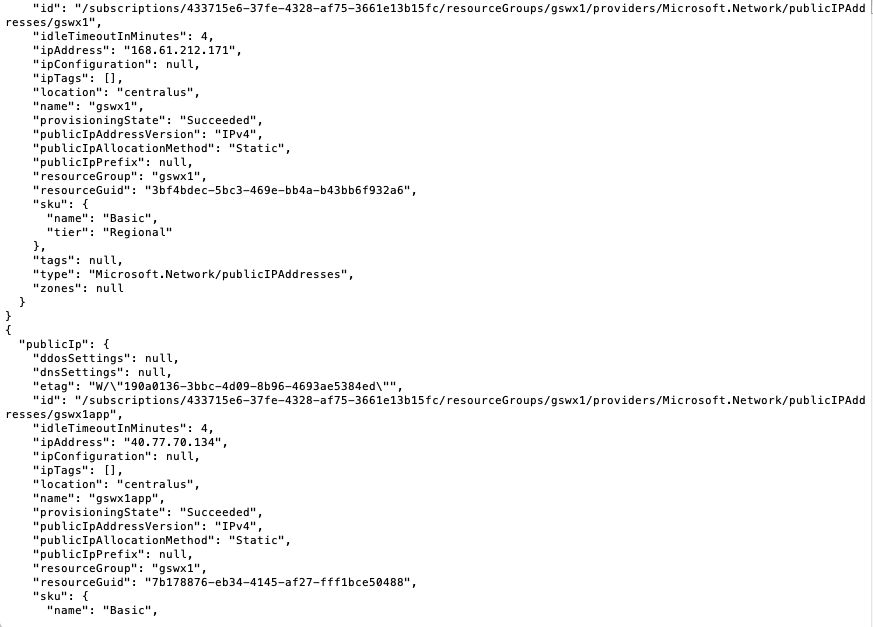 "id": "/subscriptions/433715e6-37fe-4328-af75-3661e13b15fc/resourceGroups/gswx1/providers/Microsoft.Network/publicIPAdd
resses/gswx1",
    "idleTimeoutInMinutes": 4,
    "ipAddress": "168.61.212.171",
    "ipConfiguration": null,
    "ipTags": [],
    "location": "centralus",
    "name": "gswx1",
    "provisioningState": "Succeeded",
    "publicIpAddressVersion": "IPv4",
    "publicIpAllocationMethod": "Static",
    "publicIpPrefix": null,
    "resourceGroup": "gswx1",
    "resourceGuid": "3bf4bdec-5bc3-469e-bb4a-b43bb6f932a6",
    "sku": {
      "name": "Basic",
      "tier": "Regional"
    },
    "tags": null,
    "type": "Microsoft.Network/publicIPAddresses",
    "zones": null
  }
}
{
  "publicIp": {
    "ddosSettings": null,
    "dnsSettings": null,
    "etag": "W/\"190a0136-3bbc-4d09-8b96-4693ae5384ed\"",
    "id": "/subscriptions/433715e6-37fe-4328-af75-3661e13b15fc/resourceGroups/gswx1/providers/Microsoft.Network/publicIPAdd
resses/gswx1app",
    "idleTimeoutInMinutes": 4,
    "ipAddress": "40.77.70.134",
    "ipConfiguration": null,
    "ipTags": [],
    "location": "centralus",
    "name": "gswx1app",
    "provisioningState": "Succeeded",
    "publicIpAddressVersion": "IPv4",
    "publicIpAllocationMethod": "Static",
    "publicIpPrefix": null,
    "resourceGroup": "gswx1",
    "resourceGuid": "7b178876-eb34-4145-af27-fff1bce50488",
    "sku": {
      "name": "Basic",